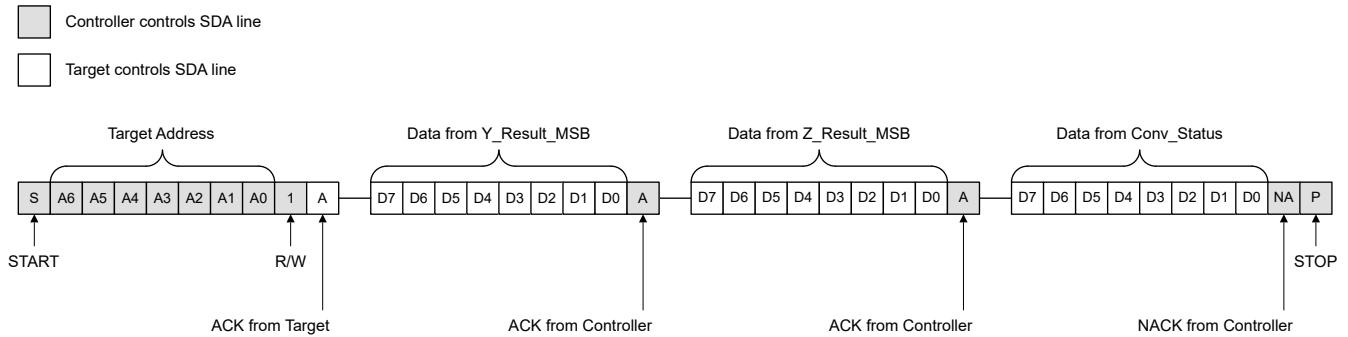 Controller controls SDA line
Target controls SDA line
Target Address Data from Y_Result_MSB Data from Z_Result_MSB Data from Conv_Status
S A6 A5 A4 A3 A2 A1 A0 1 A D7 D6 D5 D4 D3 D2 D1 D0 A D7 D6 D5 D4 D3 D2 D1 D0 A D7 D6 D5 D4 D3 D2 D1 D0 NA P
START R/W STOP
ACK from Target ACK from Controller ACK from Controller NACK from Controller